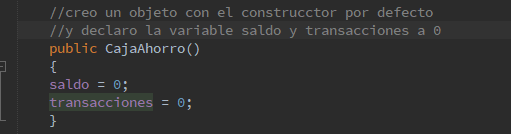 //creo un objeto con el construcctor por defecto
//y declaro la variable saldo y transacciones a 0
public CajaAhorro()
{
saldo = 0;
transacciones = 0;
}